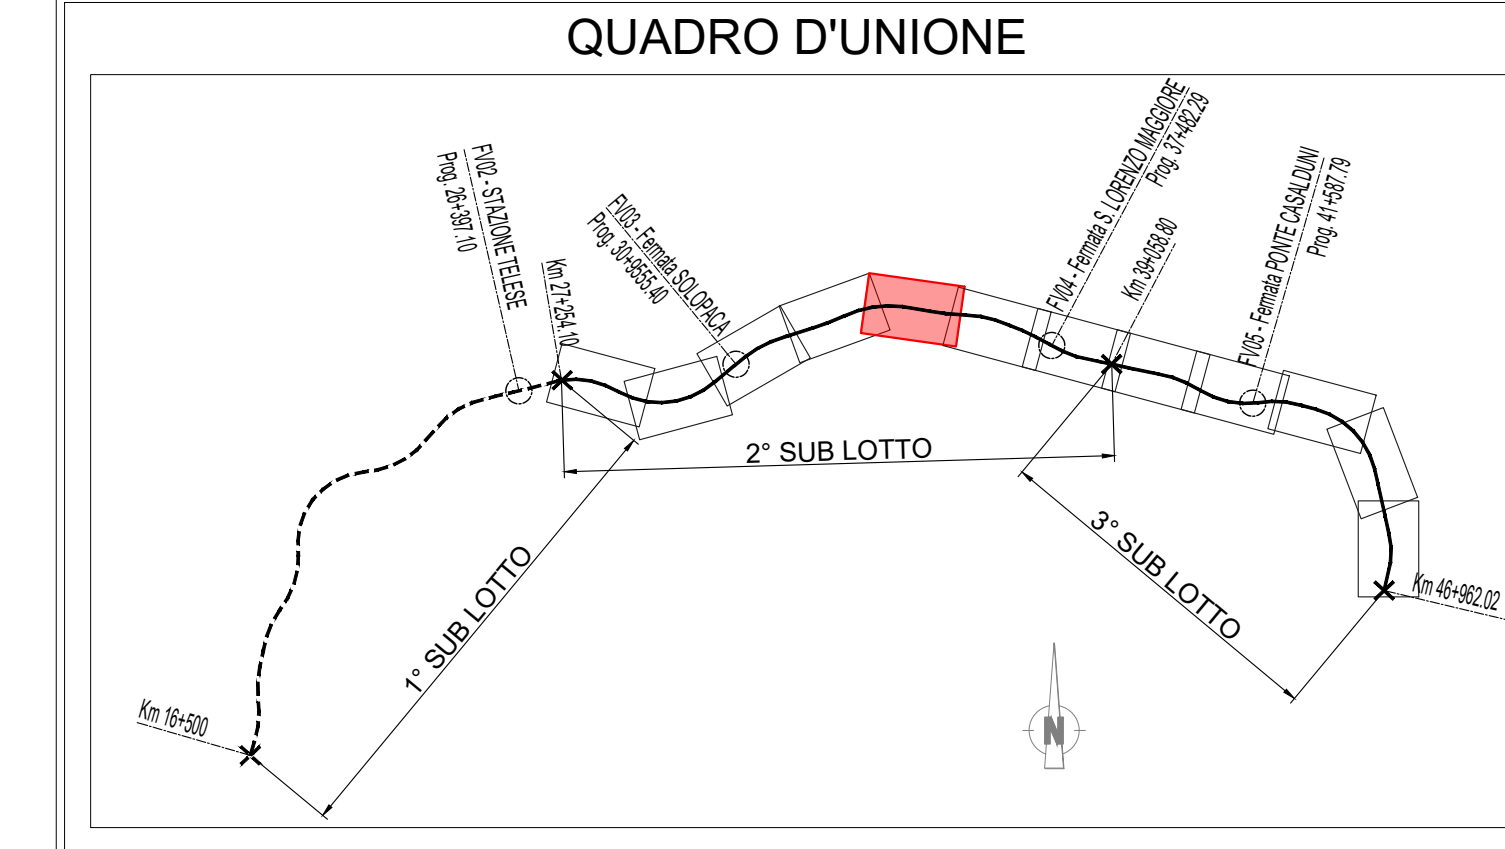 QUADRO D'UNIONE
FV02 - STAZIONE TELESE
Prog. 26+397.10
Km 27+254.10
FV03 - Fermata SOLOPACA
Prog. 30+9555.40
FV04 - Fermata S. LORENZO MAGGIORE
Prog. 37+482.29
Km 39+058.80
FV05 - Fermata PONTE CASALDUNI
Prog. 41+587.79
2° SUB LOTTO
1° SUB LOTTO
3° SUB LOTTO
Km 46+962.02
Km 16+500
N